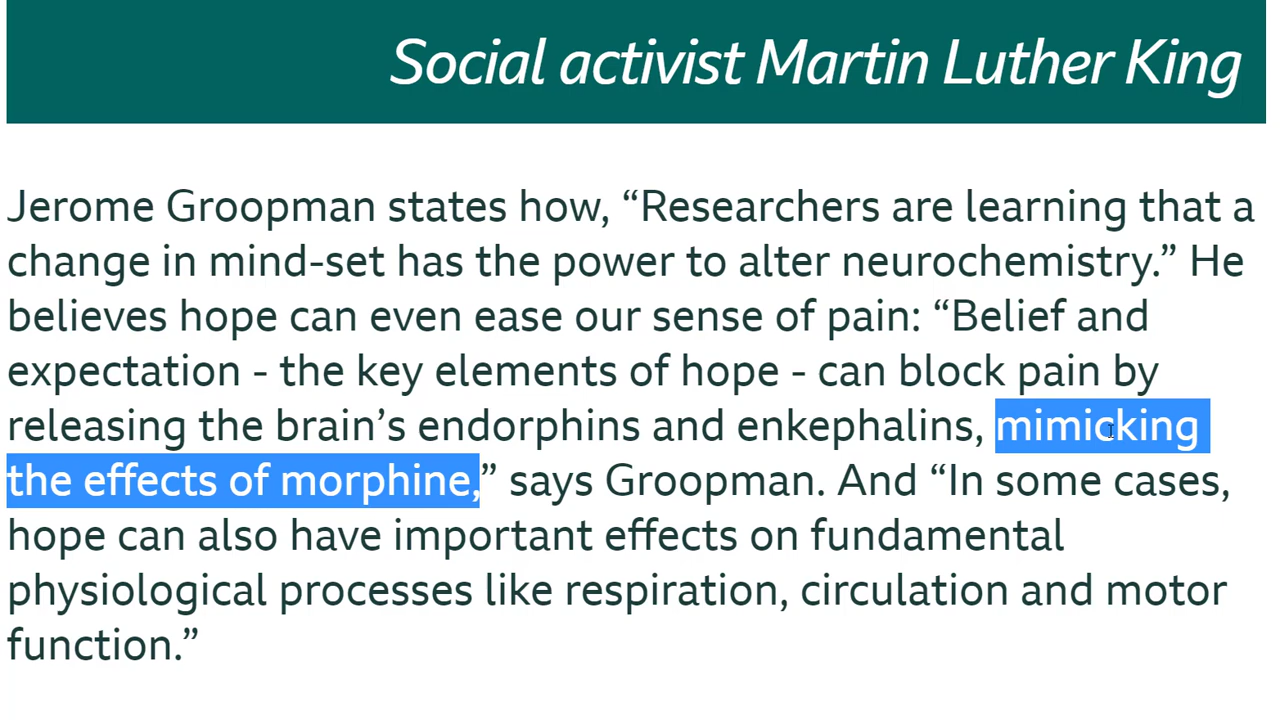 Social activist Martin Luther King
Jerome Groopman states how, “Researchers are learning that a
change in mind-set has the power to alter neurochemistry.” He
believes hope can even ease our sense of pain: “Belief and
expectation - the key elements of hope - can block pain by
releasing the brain’s endorphins and enkephalins, mimicking
the effects of morphine,” says Groopman. And “In some cases,
hope can also have important effects on fundamental
physiological processes like respiration, circulation and motor
function.”